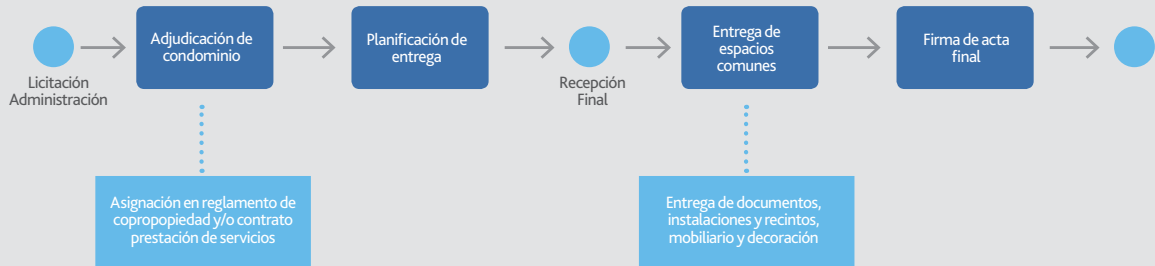 Licitación
Administración
Adjudicación de
condominio
Planificación de
entrega
Recepción
Final
Entrega de
espacios
comunes
Firma de acta
final
Asignación en reglamento de
copropopiedad y/o contrato
prestación de servicios
Entrega de documentos,
instalaciones y recintos,
mobiliario y decoración